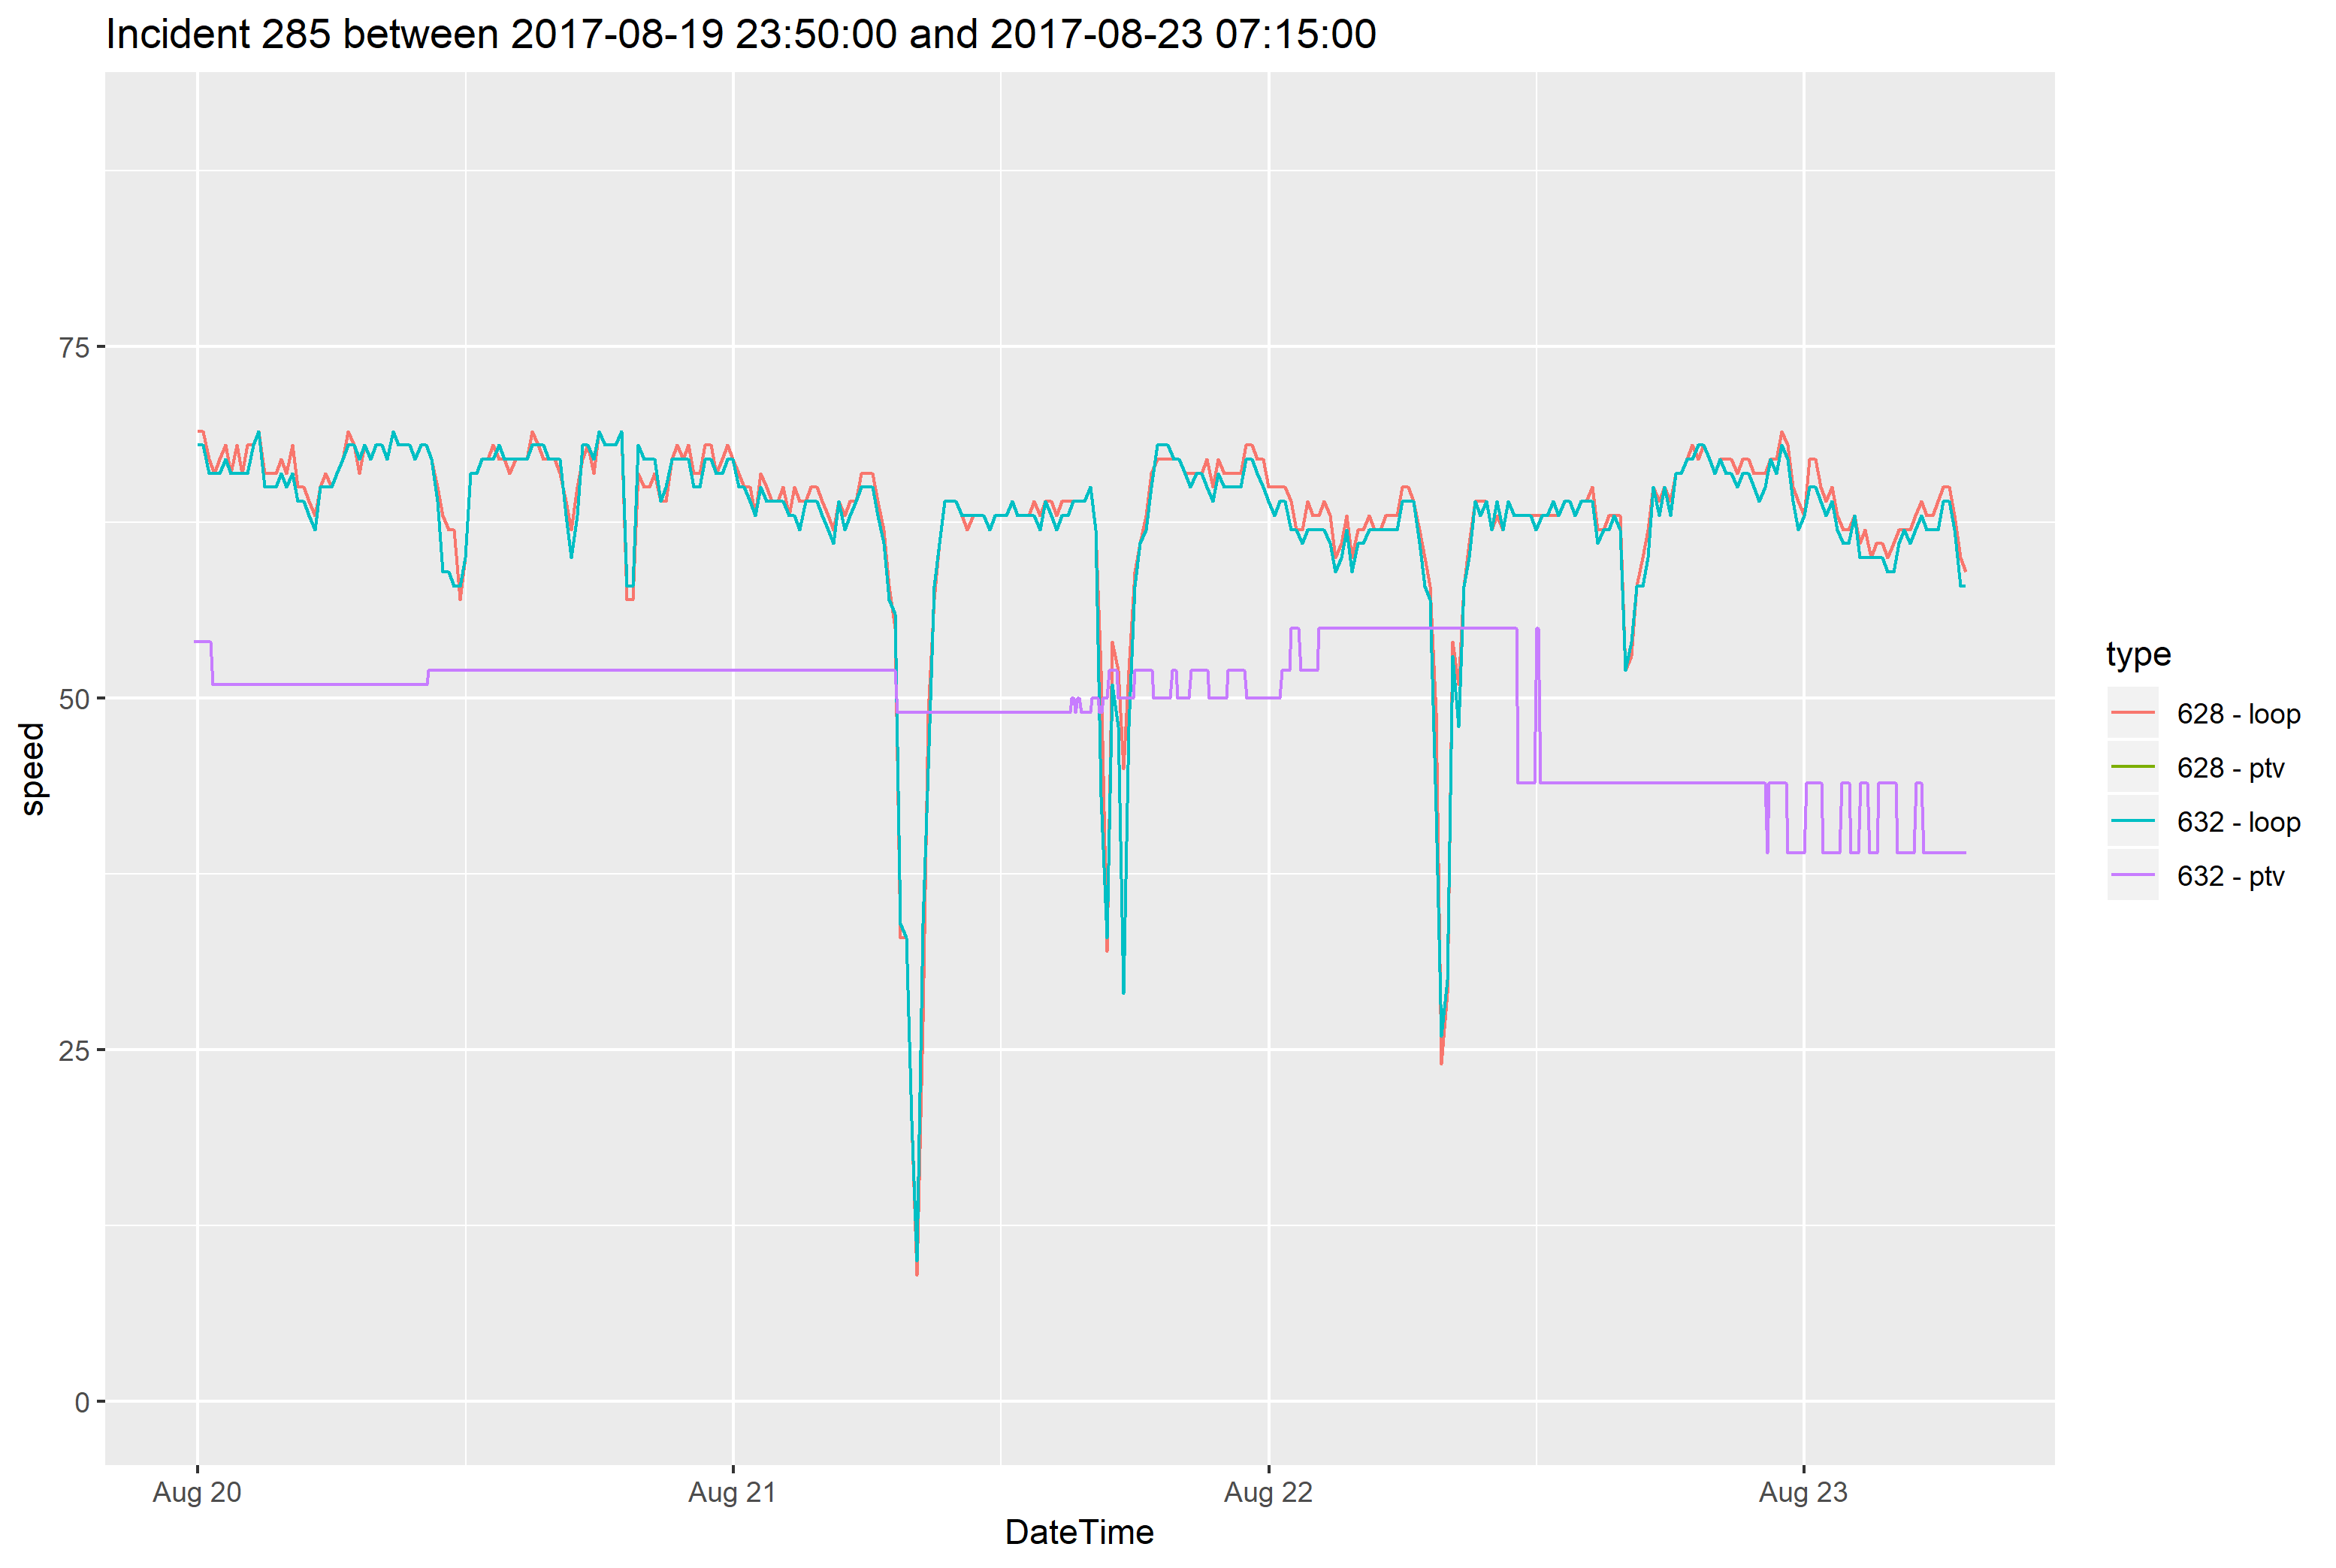 Incident 285 between 2017-08-19 23:50:00 and 2017-08-23 07:15:00
75
50
25
0
speed
Aug 20
Aug 21
Aug 22
Aug 23
DateTime
type
628 - loop
628 - ptv
632 - loop
632 - ptv